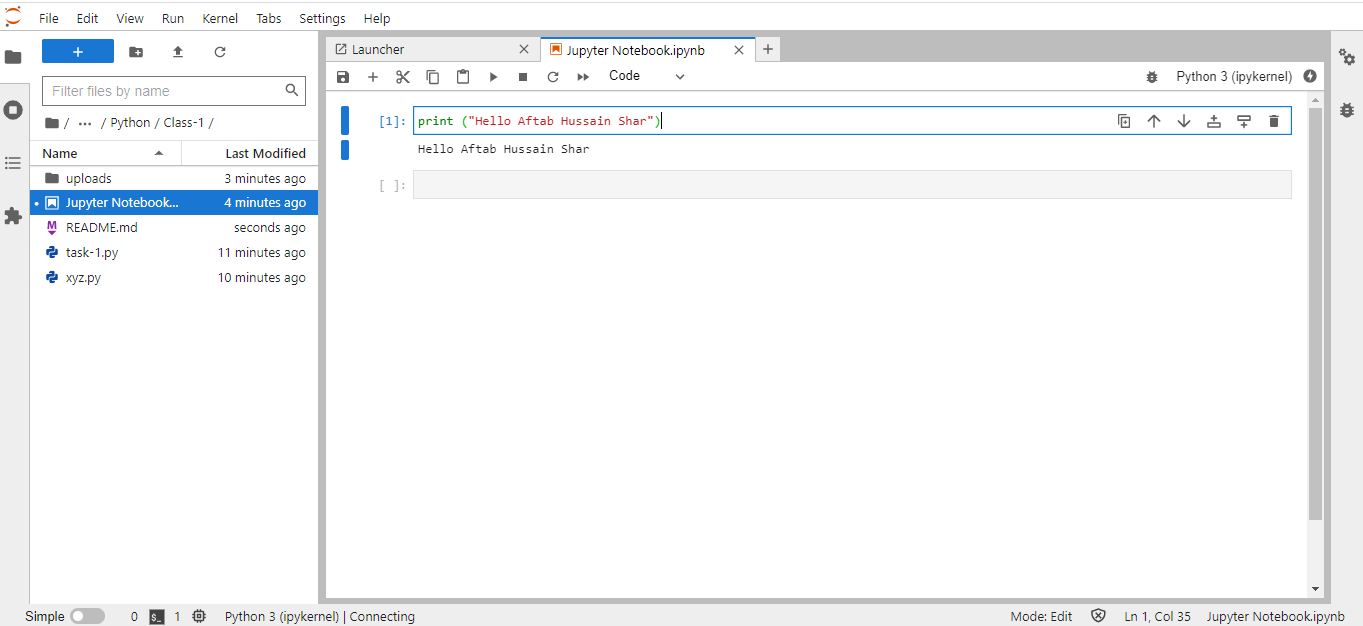 File Edit View Run Kernel Tabs Settings Help
Filter files by name
/ ... / Python / Class-1 /
Name Last Modified
uploads 3 minutes ago
Jupyter Notebook... 4 minutes ago
README.md seconds ago
task-1.py 11 minutes ago
xyz.py 10 minutes ago
Launcher Jupyter Notebook.ipynb
Code Python 3 (ipykernel)
[1]: print ("Hello Aftab Hussain Shar")
Hello Aftab Hussain Shar
[ ]:
Simple 0 $_ 1 Python 3 (ipykernel) | Connecting Mode: Edit Ln 1, Col 35 Jupyter Notebook.ipynb